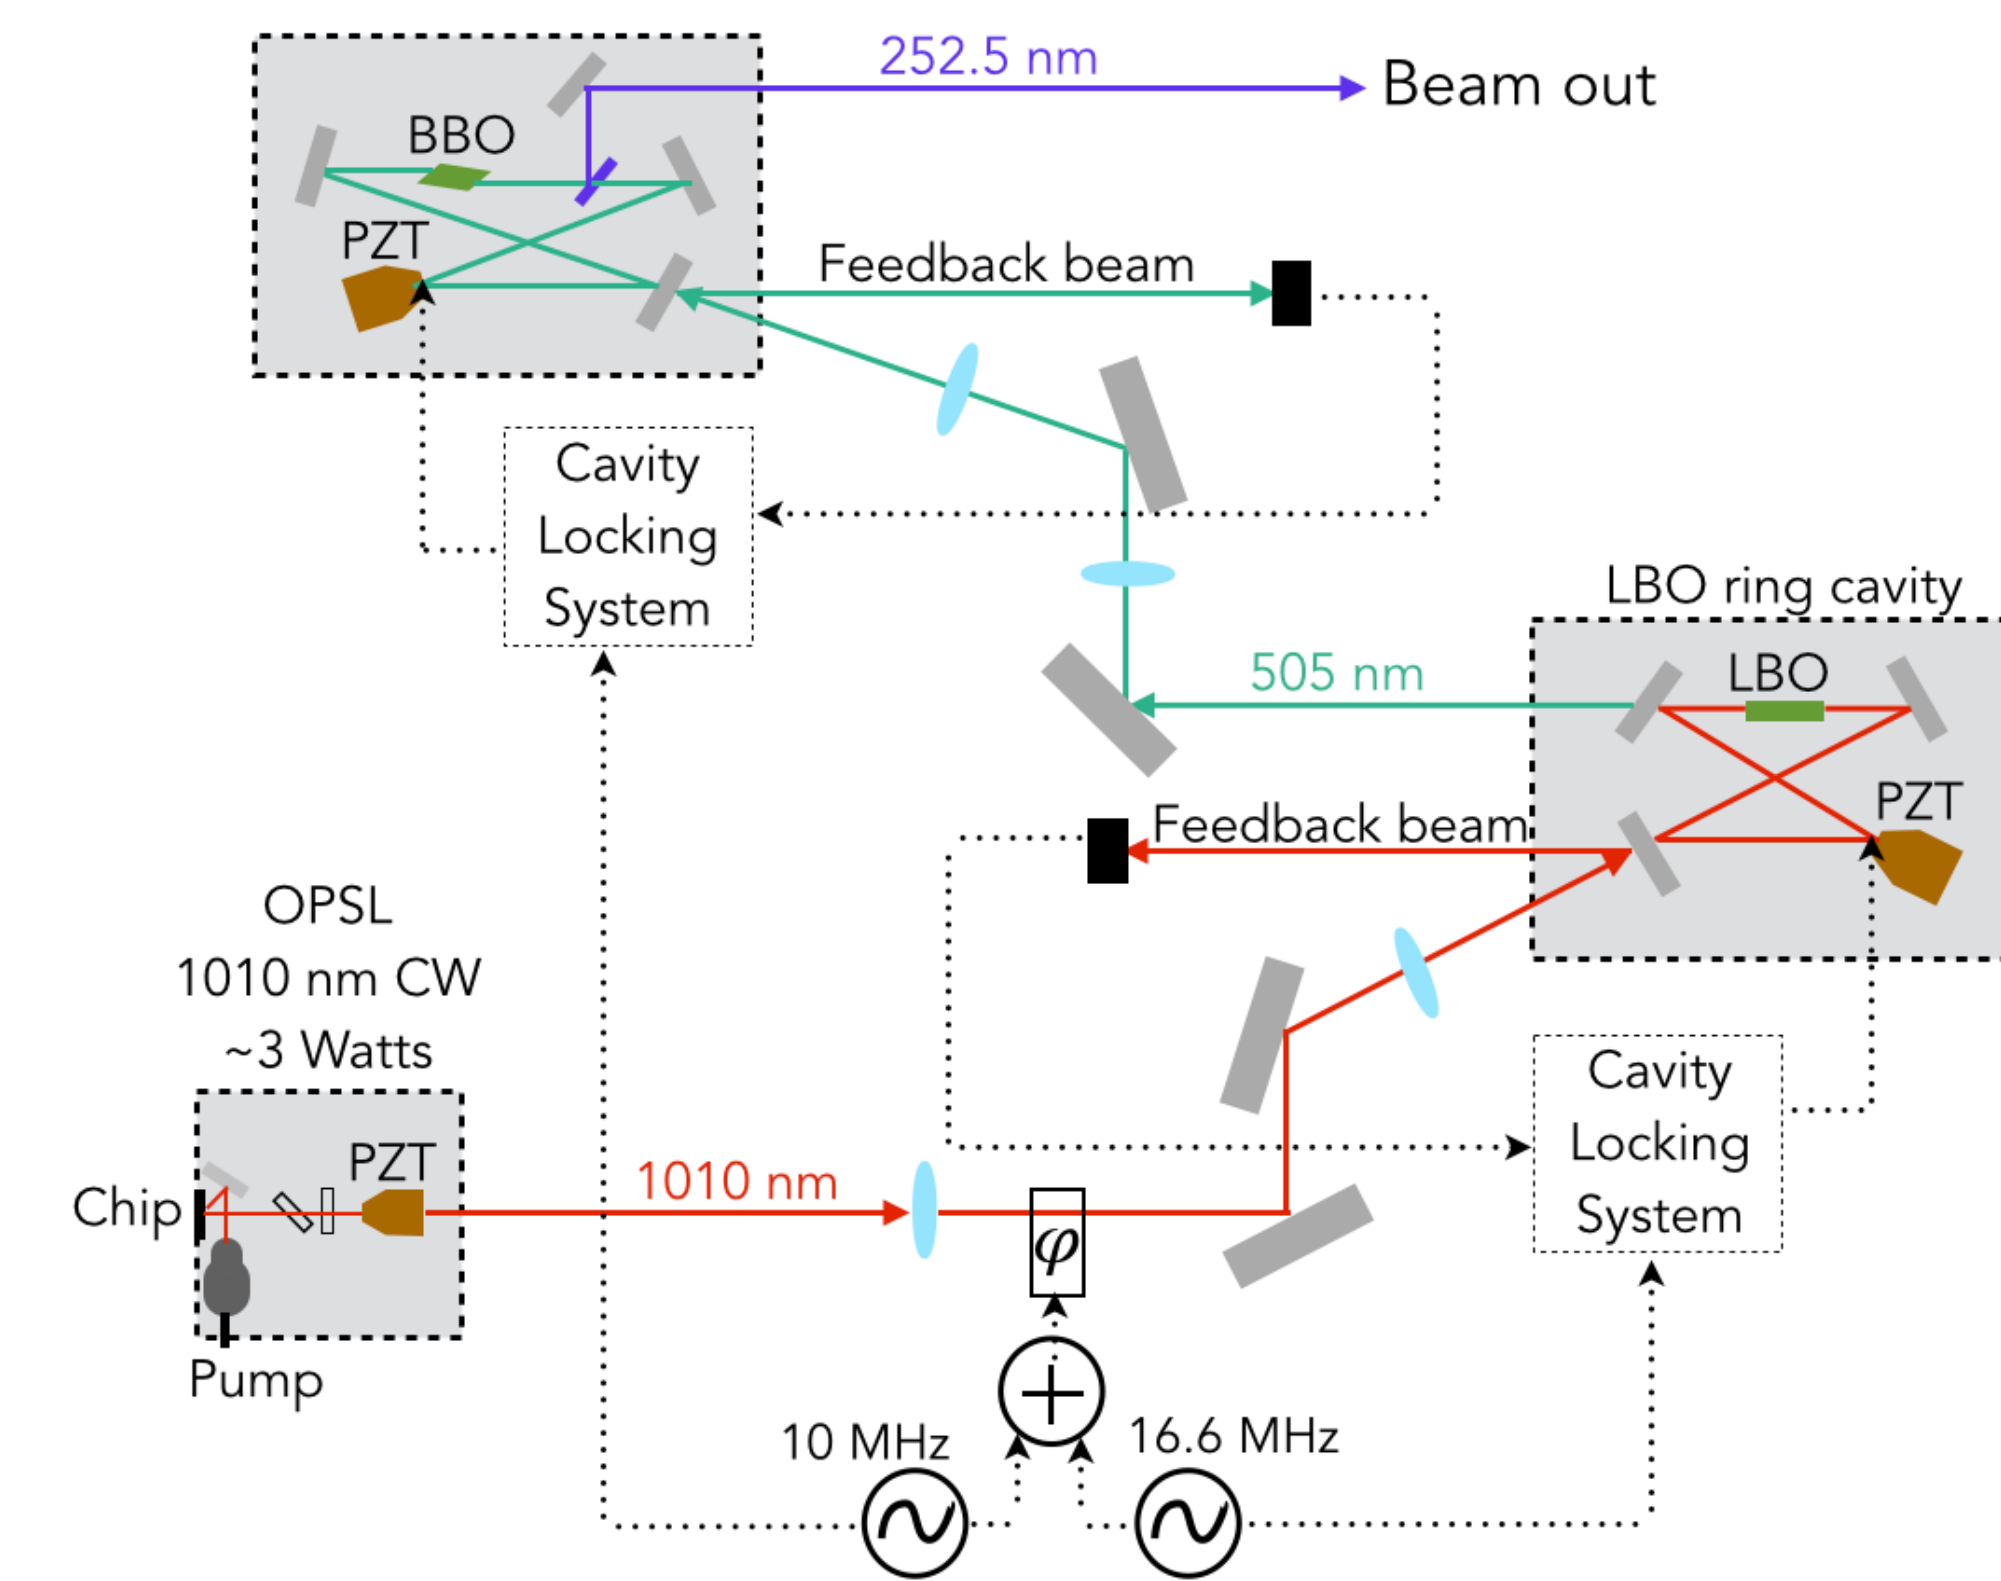 252.5 nm
Beam out
BBO
PZT
Feedback beam
Cavity
Locking
System
LBO ring cavity
505 nm
LBO
PZT
Feedback beam
OPSL
1010 nm CW
~3 Watts
Cavity
Locking
System
PZT
1010 nm
Chip
φ
Pump
10 MHz
16.6 MHz